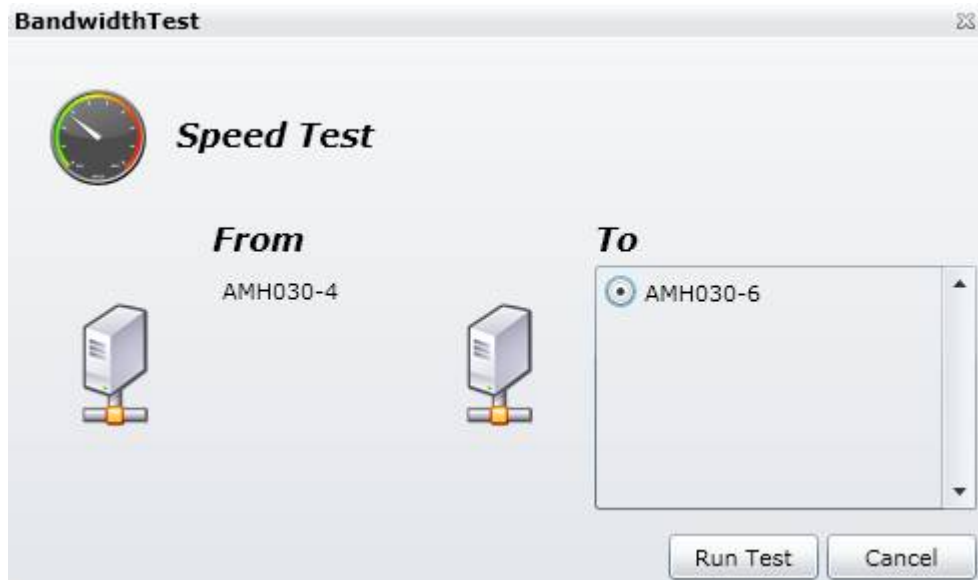 BandwidthTest
Speed Test
From
To
AMH030-4
AMH030-6
Run Test
Cancel